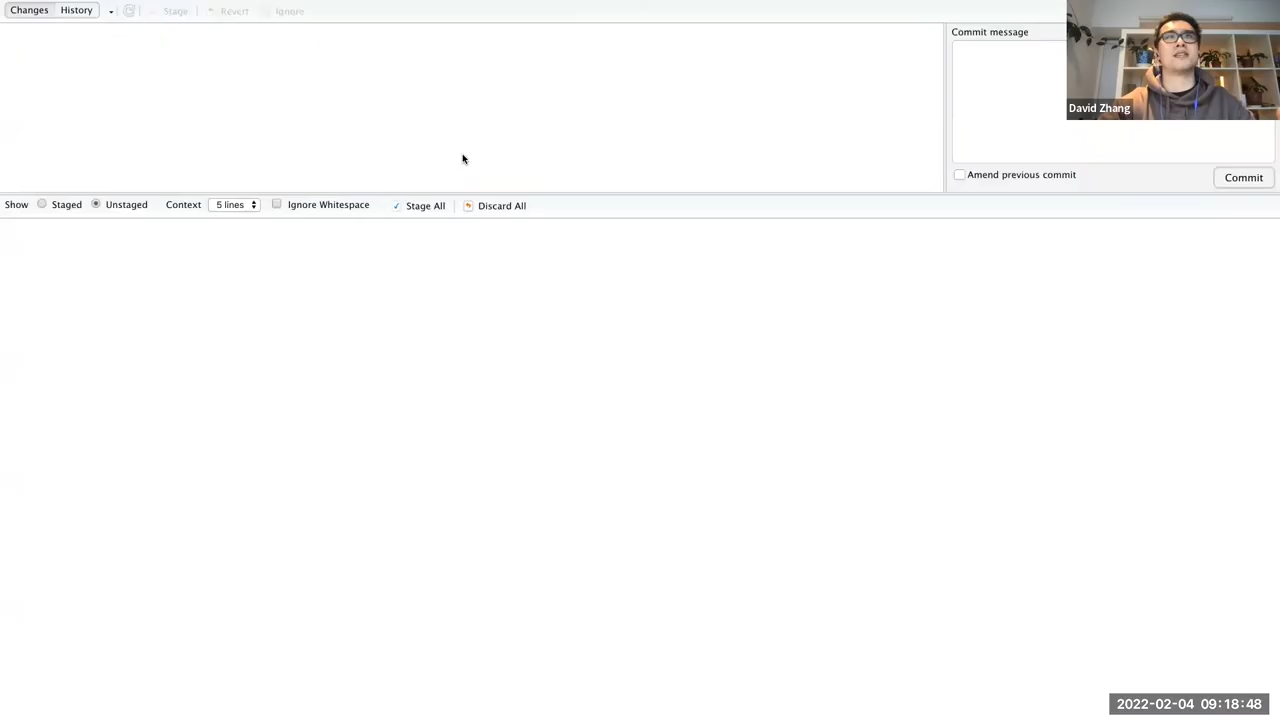 Changes History Stage Revert Ignore
Commit message
David Zhang
Amend previous commit
Commit
Show Staged Unstaged Context 5 lines Ignore Whitespace Stage All Discard All
2022-02-04 09:18:48